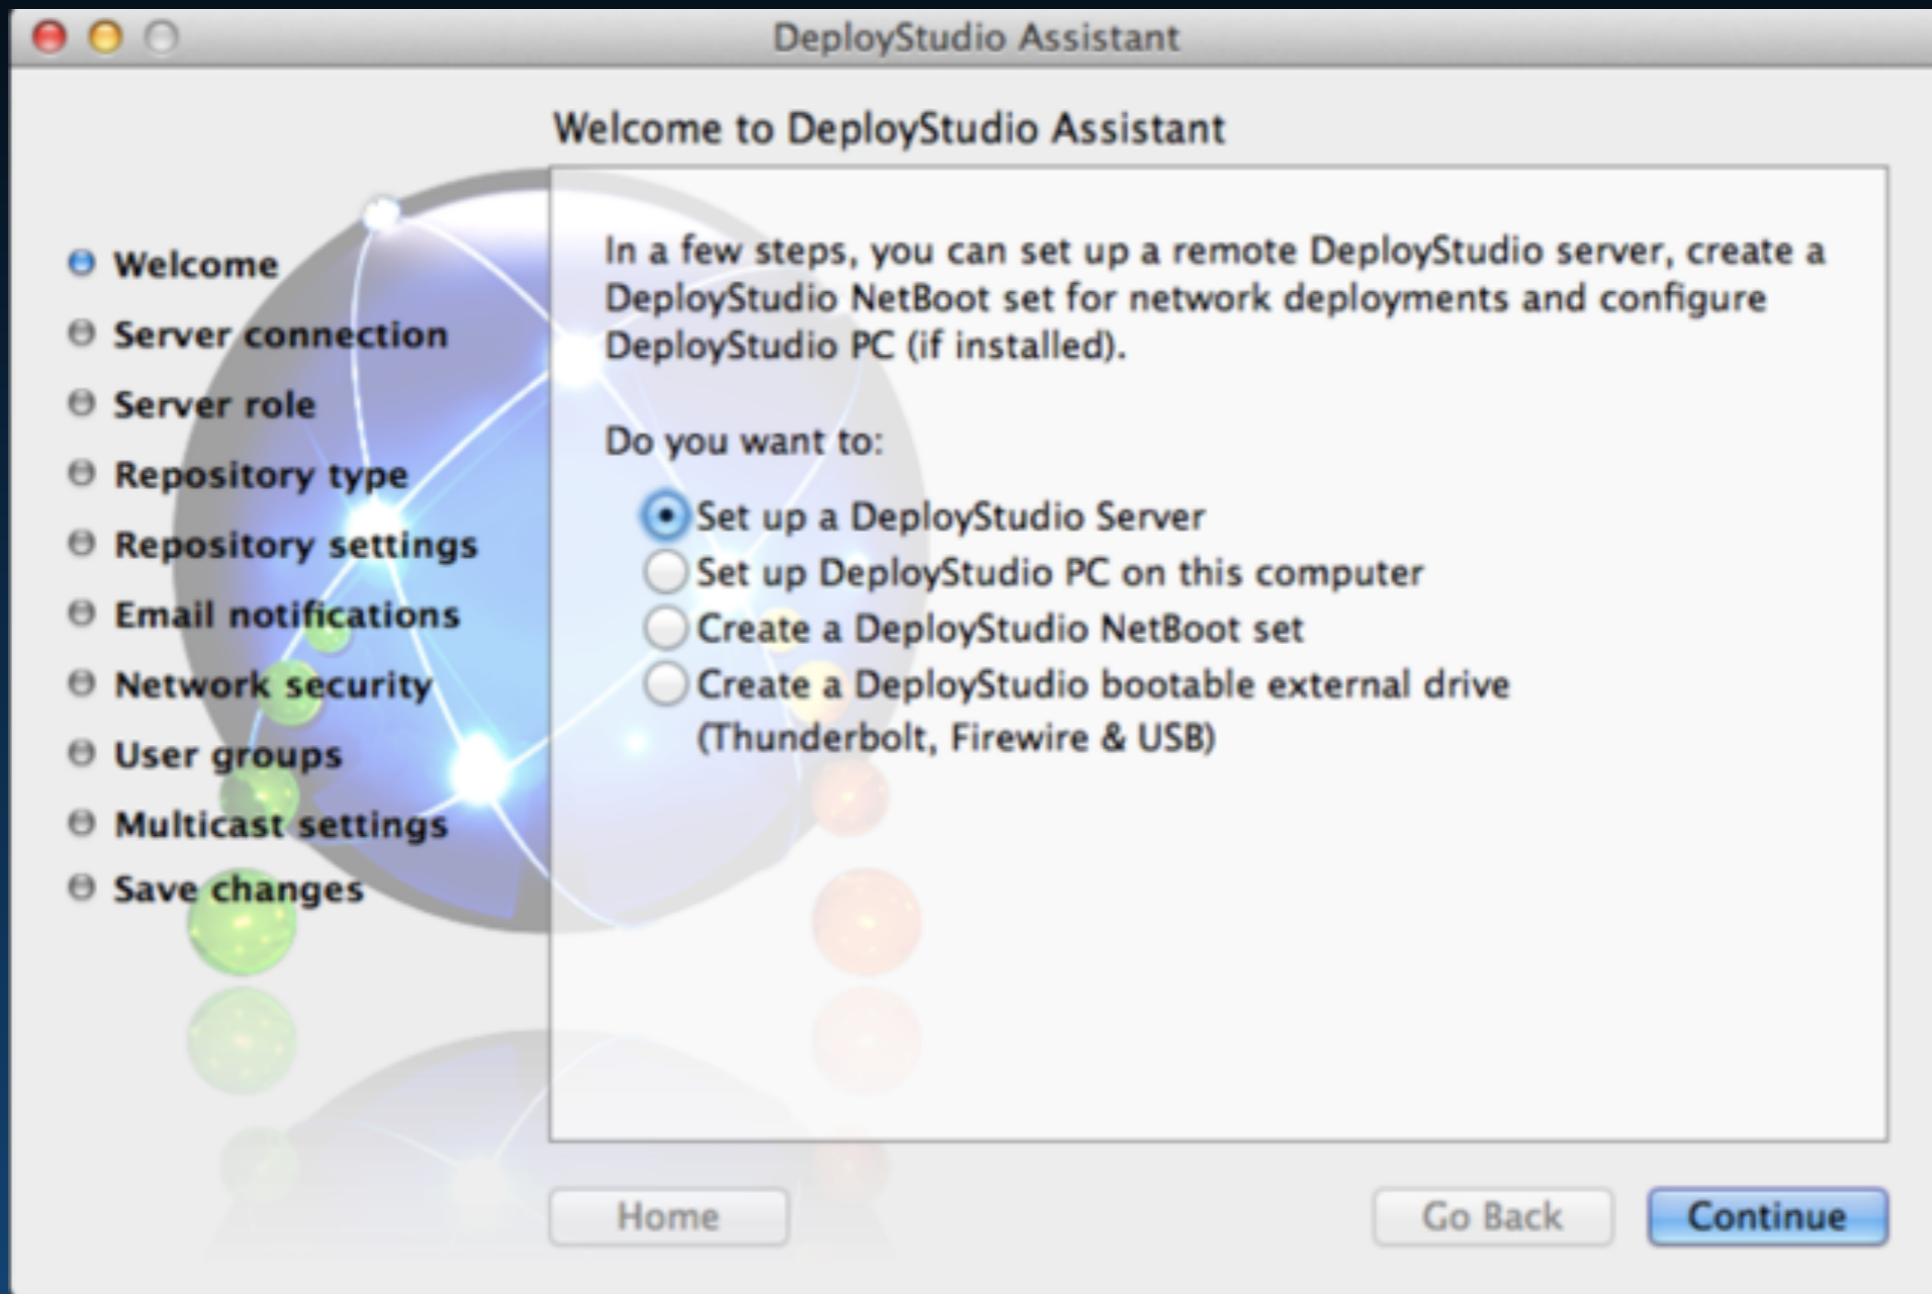 DeployStudio Assistant
Welcome to DeployStudio Assistant
Welcome
Server connection
Server role
Repository type
Repository settings
Email notifications
Network security
User groups
Multicast settings
Save changes
In a few steps, you can set up a remote DeployStudio server, create a
DeployStudio NetBoot set for network deployments and configure
DeployStudio PC (if installed).
Do you want to:
Set up a DeployStudio Server
Set up DeployStudio PC on this computer
Create a DeployStudio NetBoot set
Create a DeployStudio bootable external drive
(Thunderbolt, Firewire & USB)
Home
Go Back
Continue